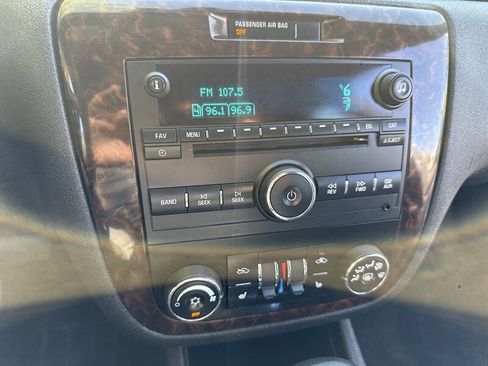 PASSENGER AIR BAG
OFF
FM 107.5
96.1 96.9
FAV MENU EQ CAT
EJECT
BAND SEEK SEEK REV FWD CD/AUX